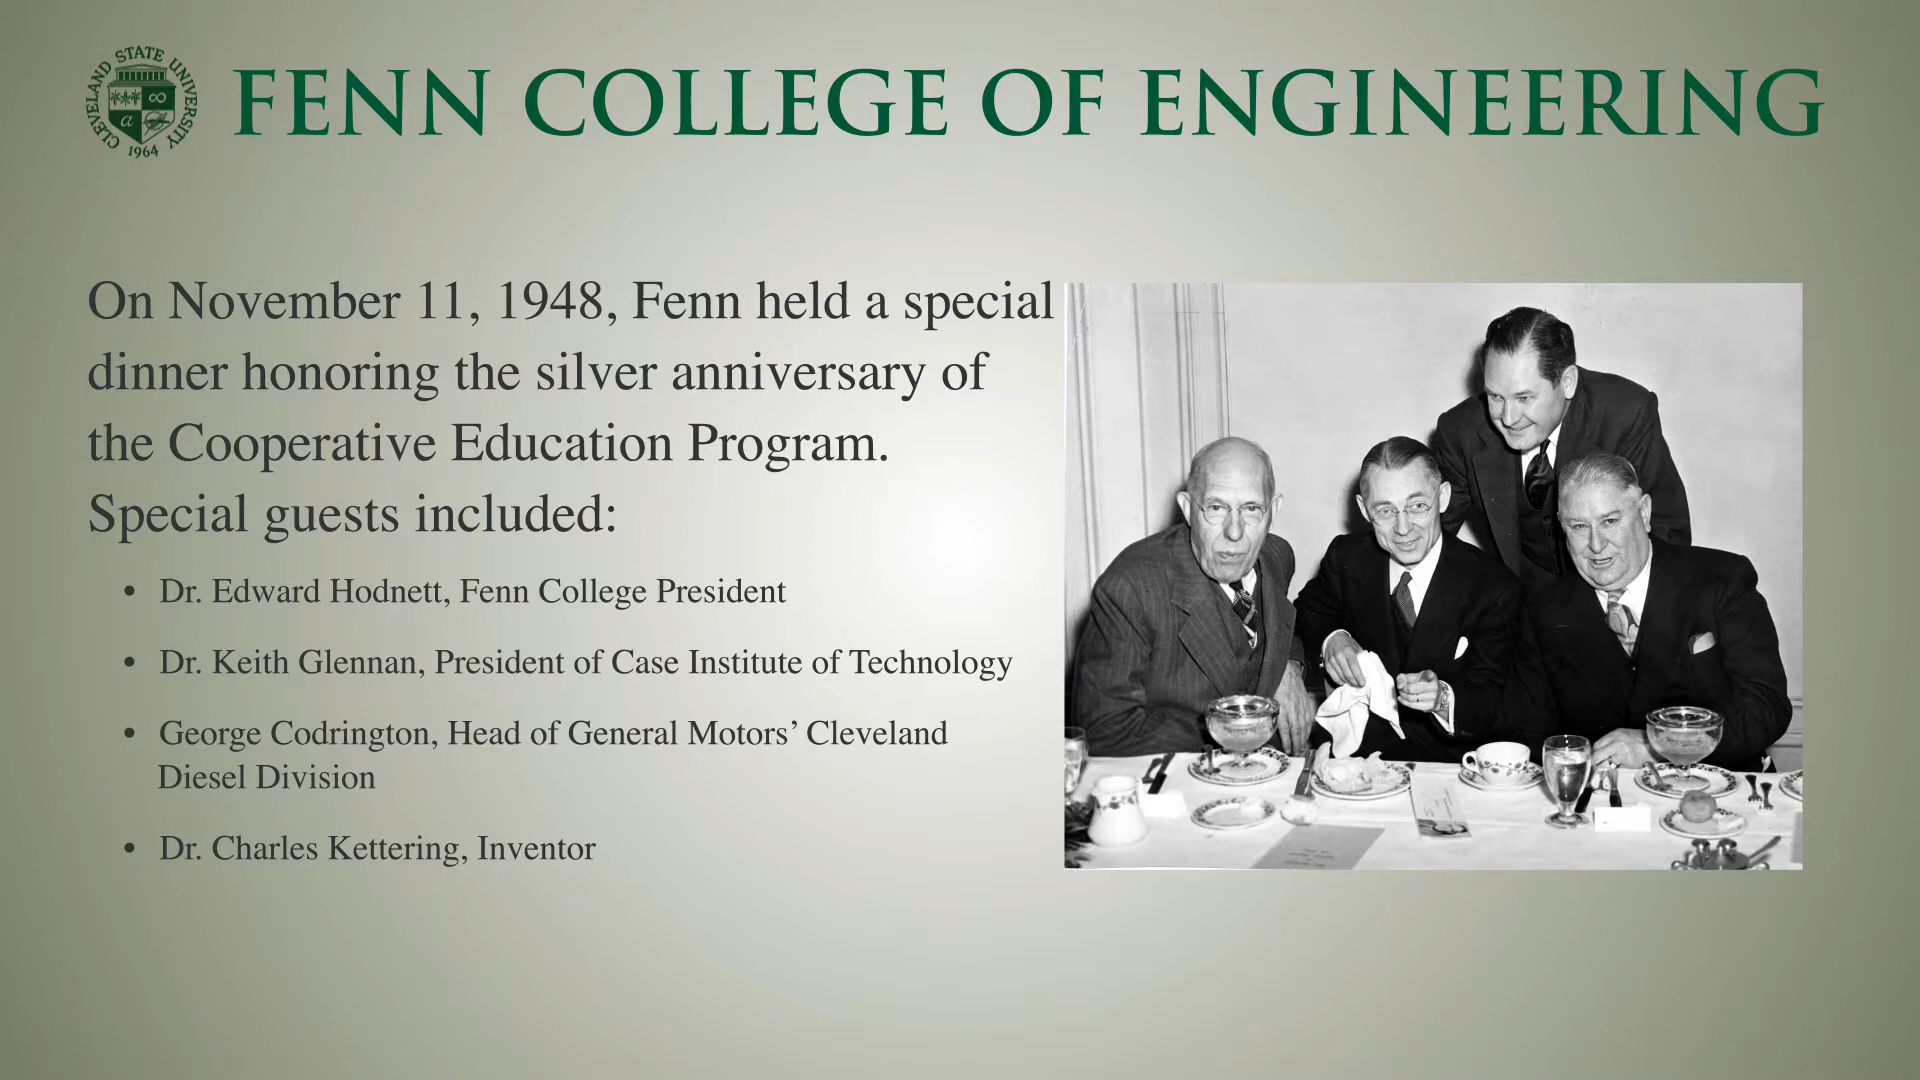 CLEVELAND STATE UNIVERSITY
1964
FENN COLLEGE OF ENGINEERING
On November 11, 1948, Fenn held a special
dinner honoring the silver anniversary of
the Cooperative Education Program.
Special guests included:
• Dr. Edward Hodnett, Fenn College President
• Dr. Keith Glennan, President of Case Institute of Technology
• George Codrington, Head of General Motors’ Cleveland
Diesel Division
• Dr. Charles Kettering, Inventor